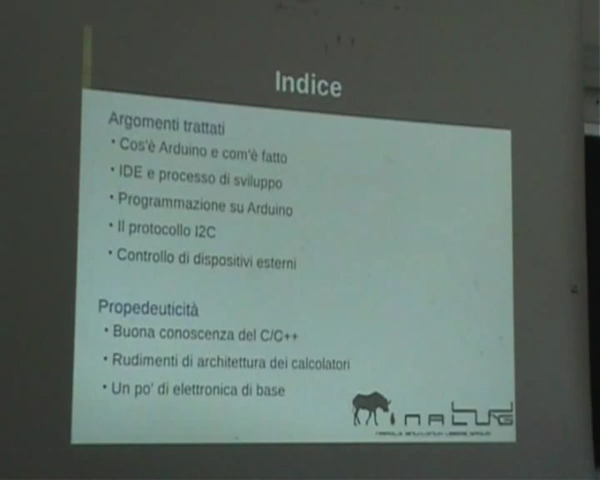 Indice
Argomenti trattati
• Cos'è Arduino e com'è fatto
• IDE e processo di sviluppo
• Programmazione su Arduino
• Il protocollo I2C
• Controllo di dispositivi esterni
Propedeuticità
• Buona conoscenza del C/C++
• Rudimenti di architettura dei calcolatori
• Un po' di elettronica di base